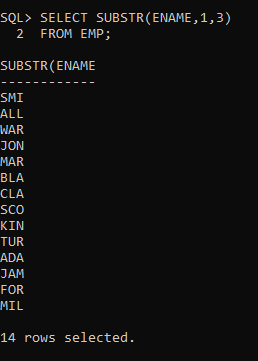 SQL> SELECT SUBSTR(ENAME,1,3)
  2  FROM EMP;
SUBSTR(ENAME
------------
SMI
ALL
WAR
JON
MAR
BLA
CLA
SCO
KIN
TUR
ADA
JAM
FOR
MIL
14 rows selected.